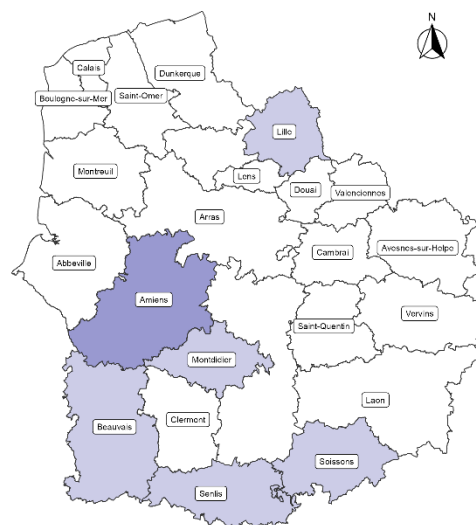 N
Calais
Dunkerque
Boulogne-sur-Mer
Saint-Omer
Lille
Montreuil
Lens
Douai
Valenciennes
Arras
Abbeville
Cambrai
Avesnes-sur-Helpe
Amiens
Saint-Quentin
Vervins
Montdidier
Laon
Beauvais
Clermont
Soissons
Senlis